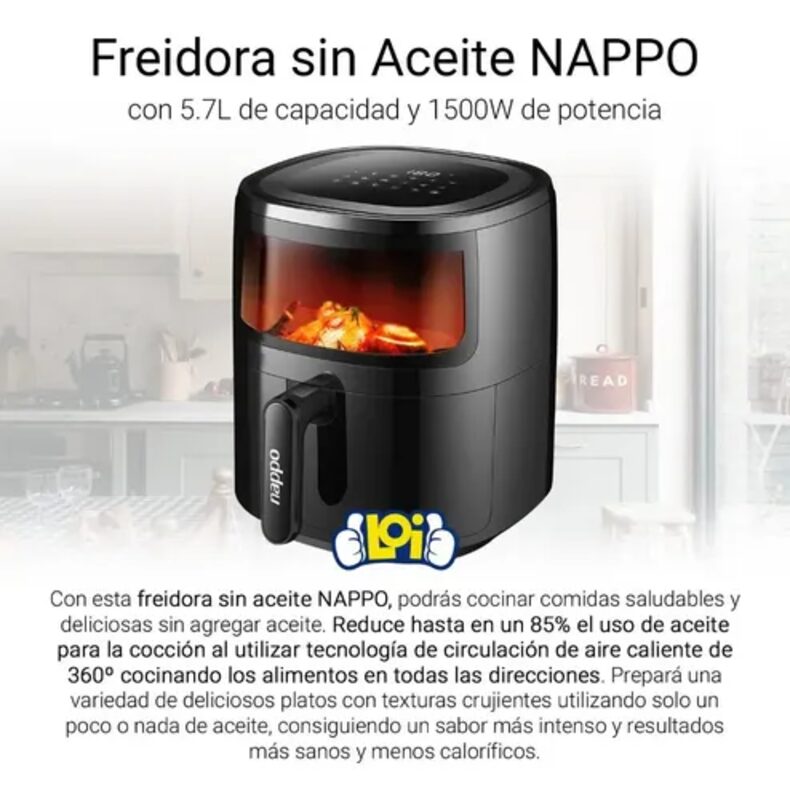 Freidora sin Aceite NAPPO
con 5.7L de capacidad y 1500W de potencia
180
READ
nappo
LOi
Con esta freidora sin aceite NAPPO, podrás cocinar comidas saludables y
deliciosas sin agregar aceite. Reduce hasta en un 85% el uso de aceite
para la cocción al utilizar tecnología de circulación de aire caliente de
360º cocinando los alimentos en todas las direcciones. Prepará una
variedad de deliciosos platos con texturas crujientes utilizando solo un
poco o nada de aceite, consiguiendo un sabor más intenso y resultados
más sanos y menos caloríficos.